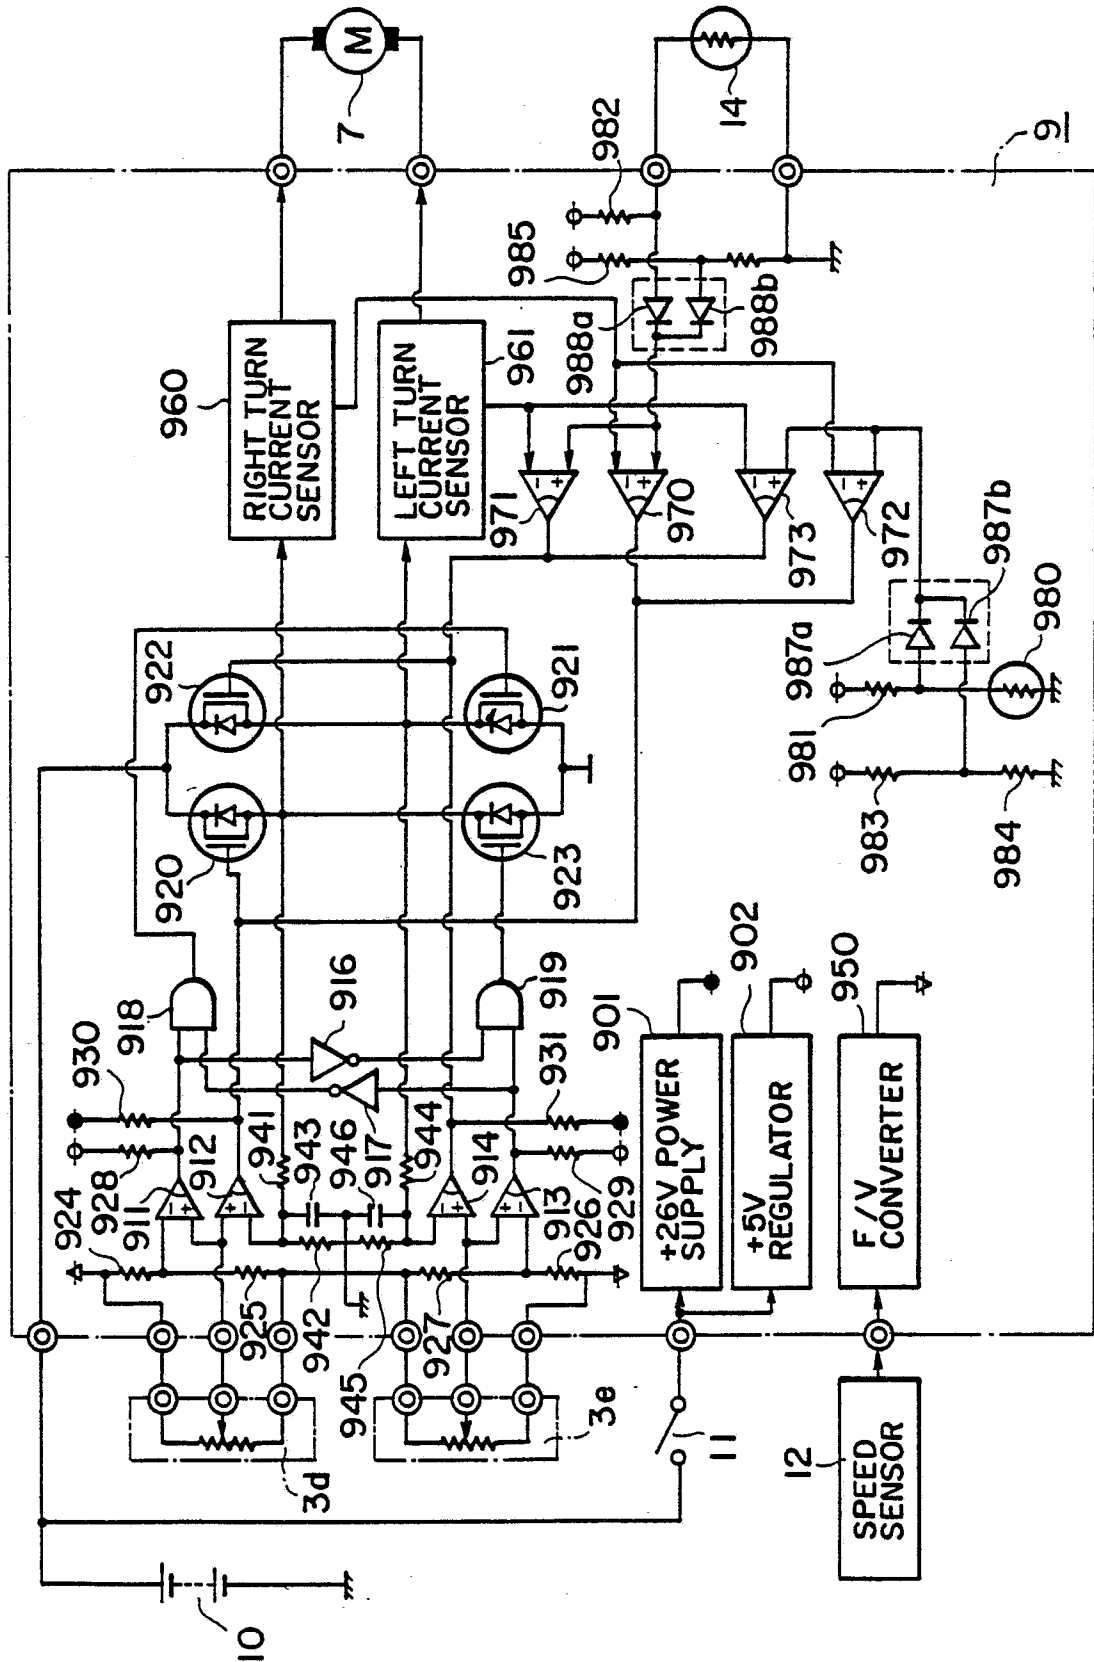 10
3d
3e
11
12
SPEED
SENSOR
924
928
911
930
912
918
925
942
945
927
941
943
946
917
944
916
914
913
926
929
931
919
901
+26V POWER
SUPPLY
902
+5V
REGULATOR
950
F/V
CONVERTER
920
922
923
921
960
RIGHT TURN
CURRENT
SENSOR
LEFT TURN
CURRENT
SENSOR
961
971
970
973
972
988a
988b
985
982
987a
987b
981
980
983
984
M
7
14
9
- +
- +
- +
- +
+ -
+ -
- +
+ -